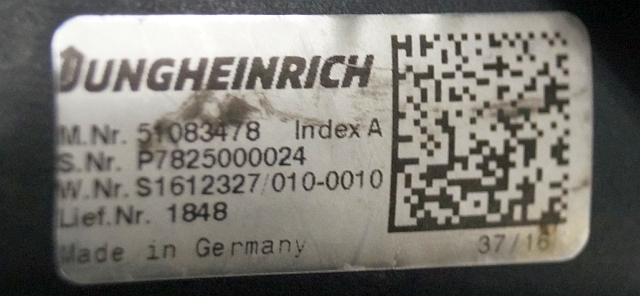 JUNGHEINRICH
M.Nr. 51083478 Index A
S.Nr. P7825000024
W.Nr. S1612327/010-0010
Lief.Nr. 1848
Made in Germany 37/16